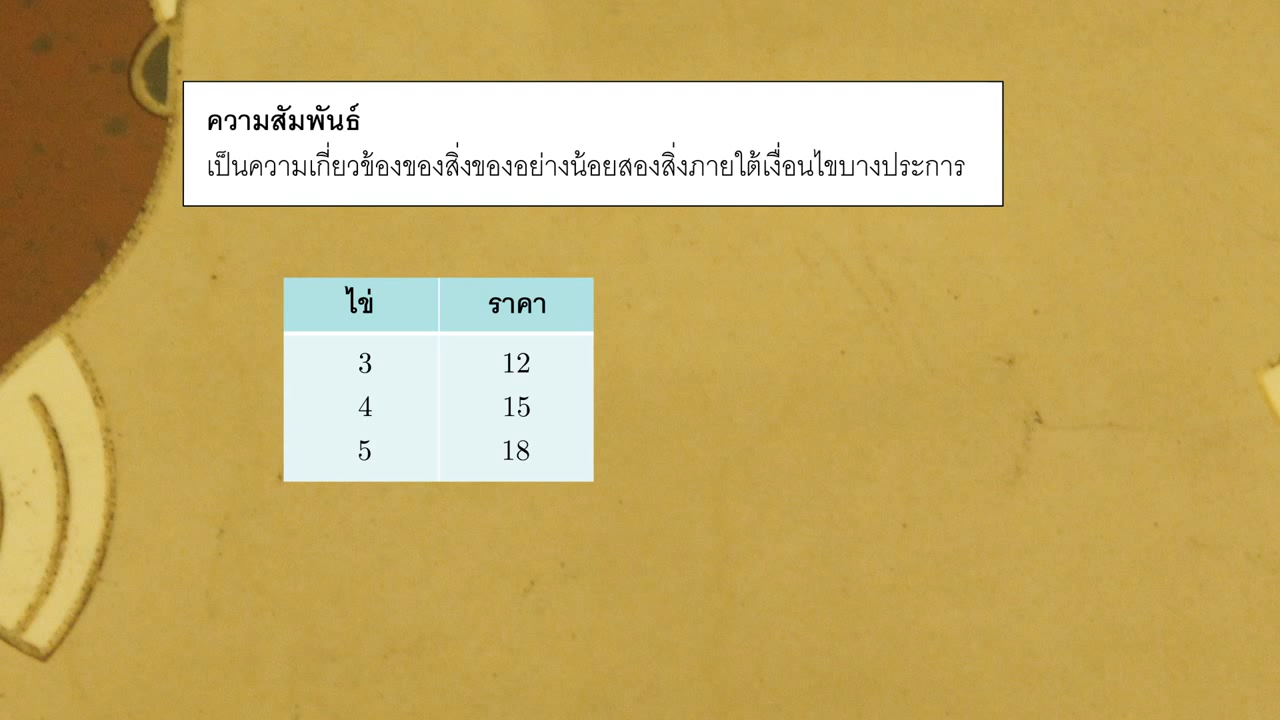 ความสัมพันธ์
เป็นความเกี่ยวข้องของสิ่งของอย่างน้อยสองสิ่งภายใต้เงื่อนไขบางประการ
ไข่ ราคา
3 12
4 15
5 18